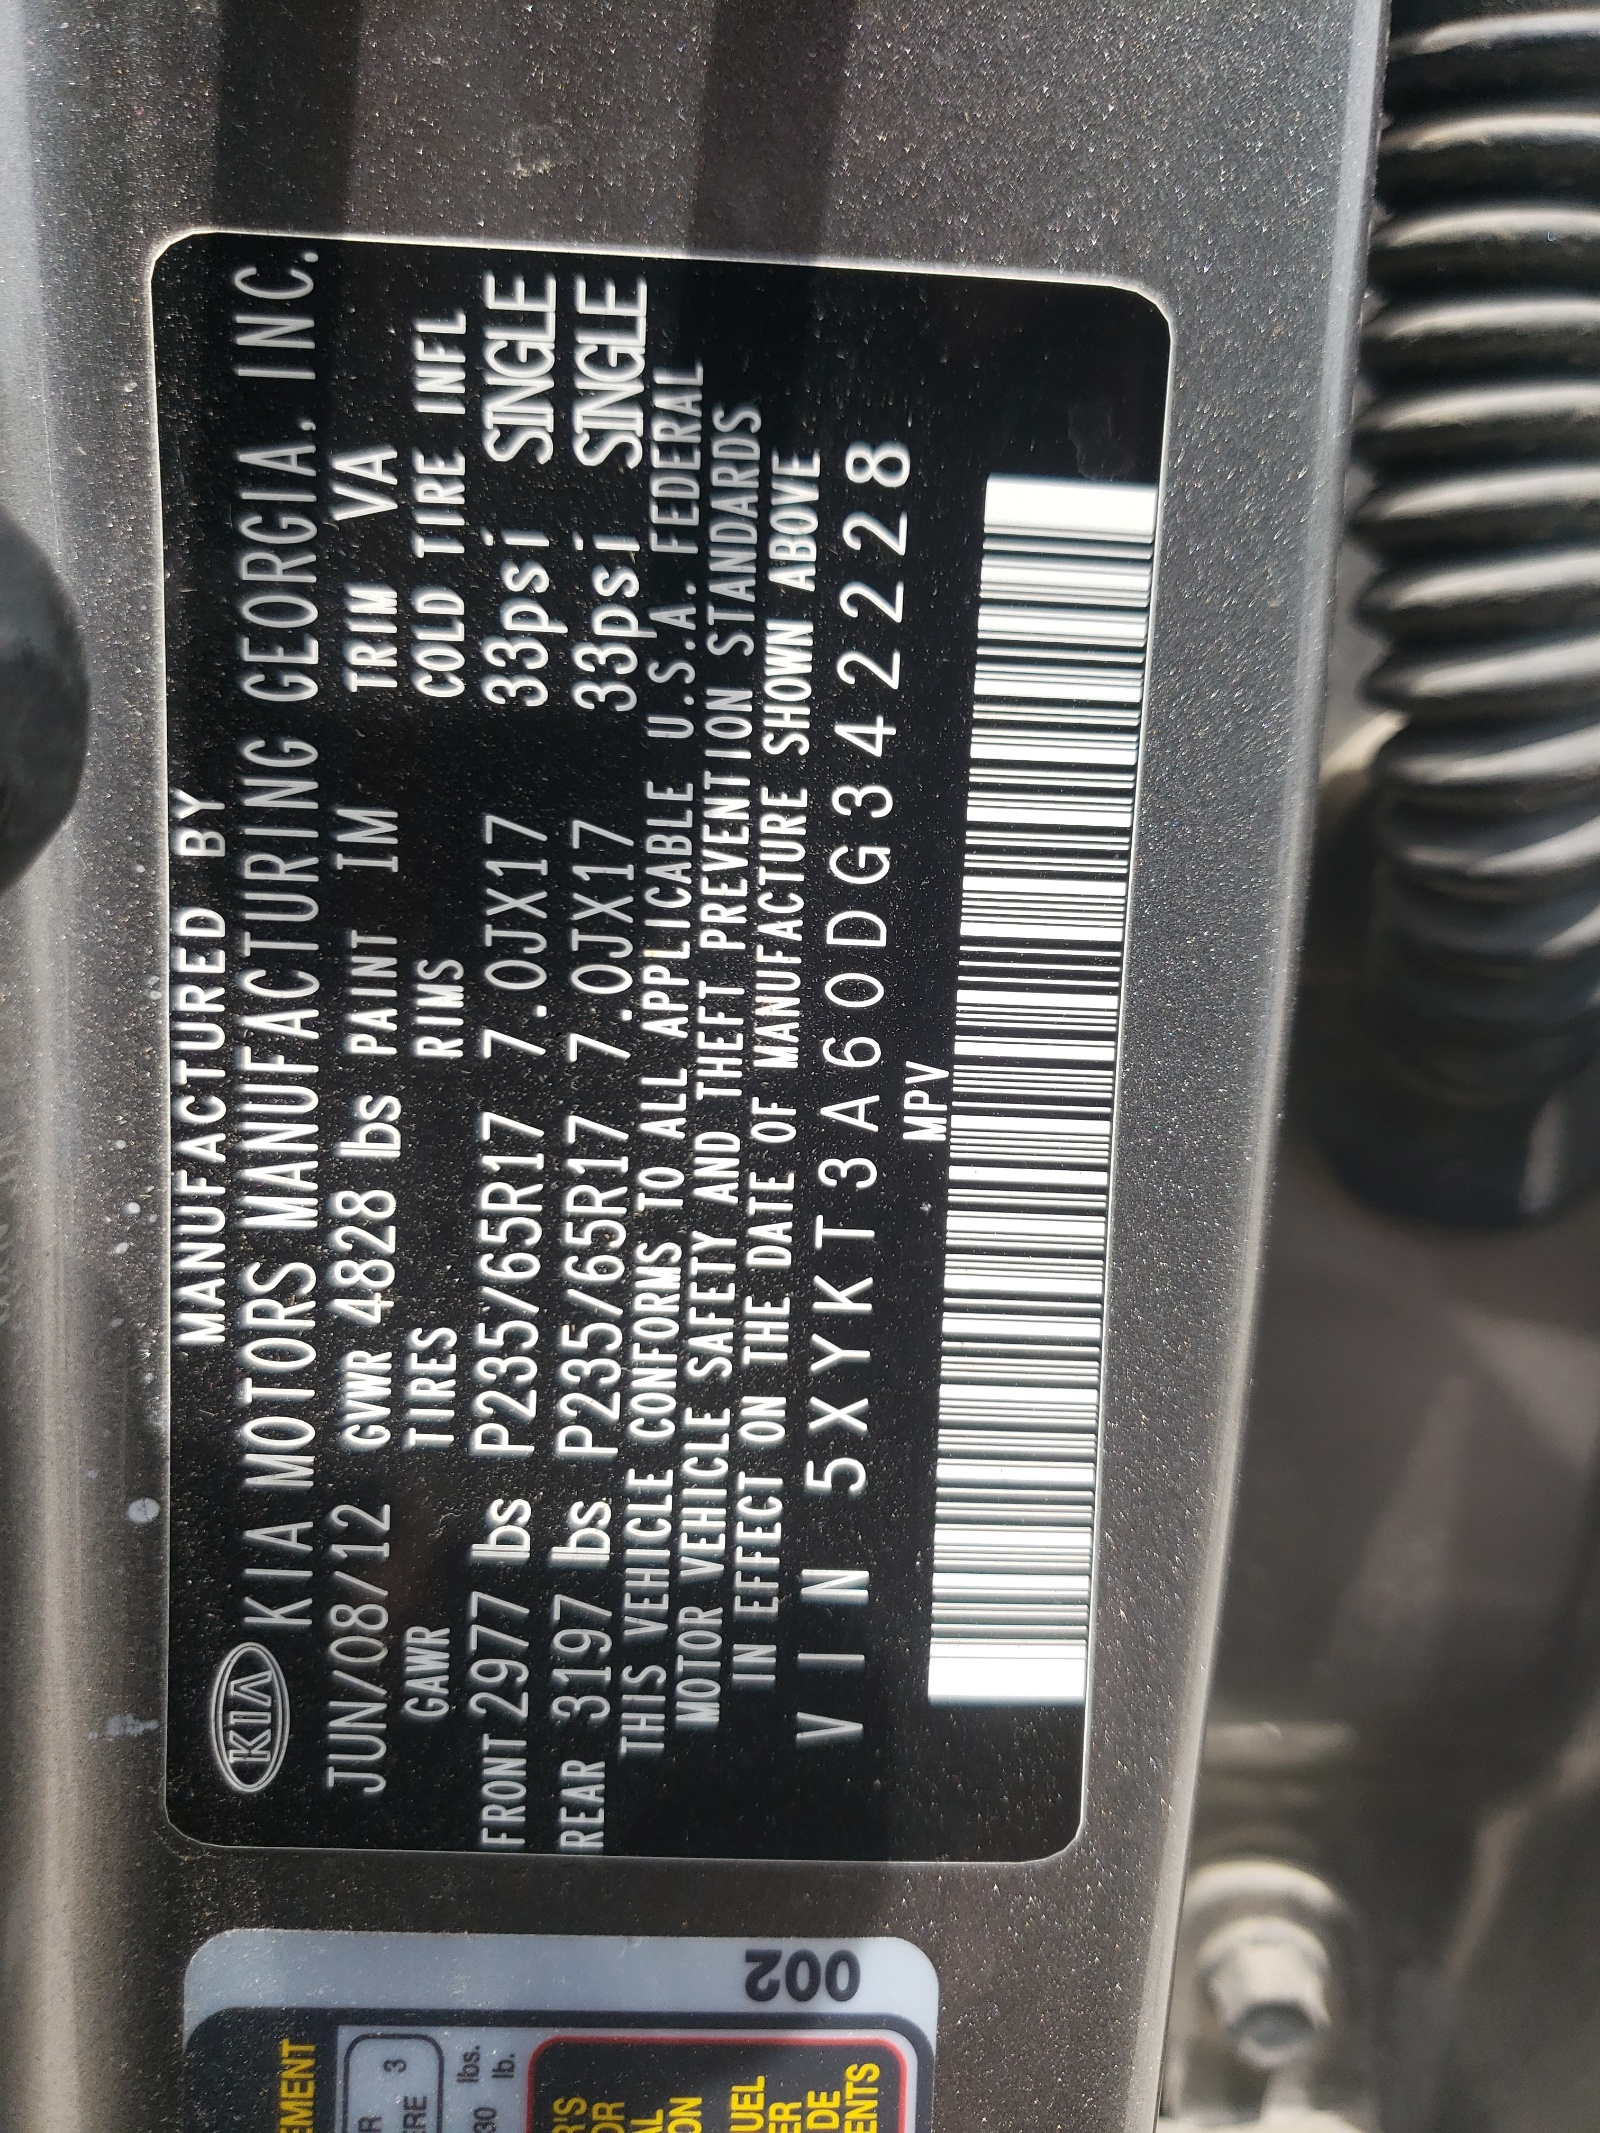 MANUFACTURED BY
KIA KIA MOTORS MANUFACTURING GEORGIA, INC.
JUN/08/12 GVWR 4828 lbs PAINT IM TRIM VA
GAWR TIRES RIMS COLD TIRE INFL
FRONT 2977 lbs P235/65R17 7.0JX17 33psi SINGLE
REAR 3197 lbs P235/65R17 7.0JX17 33psi SINGLE
THIS VEHICLE CONFORMS TO ALL APPLICABLE U.S.A. FEDERAL
MOTOR VEHICLE SAFETY AND THEFT PREVENTION STANDARDS
IN EFFECT ON THE DATE OF MANUFACTURE SHOWN ABOVE
VIN 5XYKT3A60DG342228
MPV
002